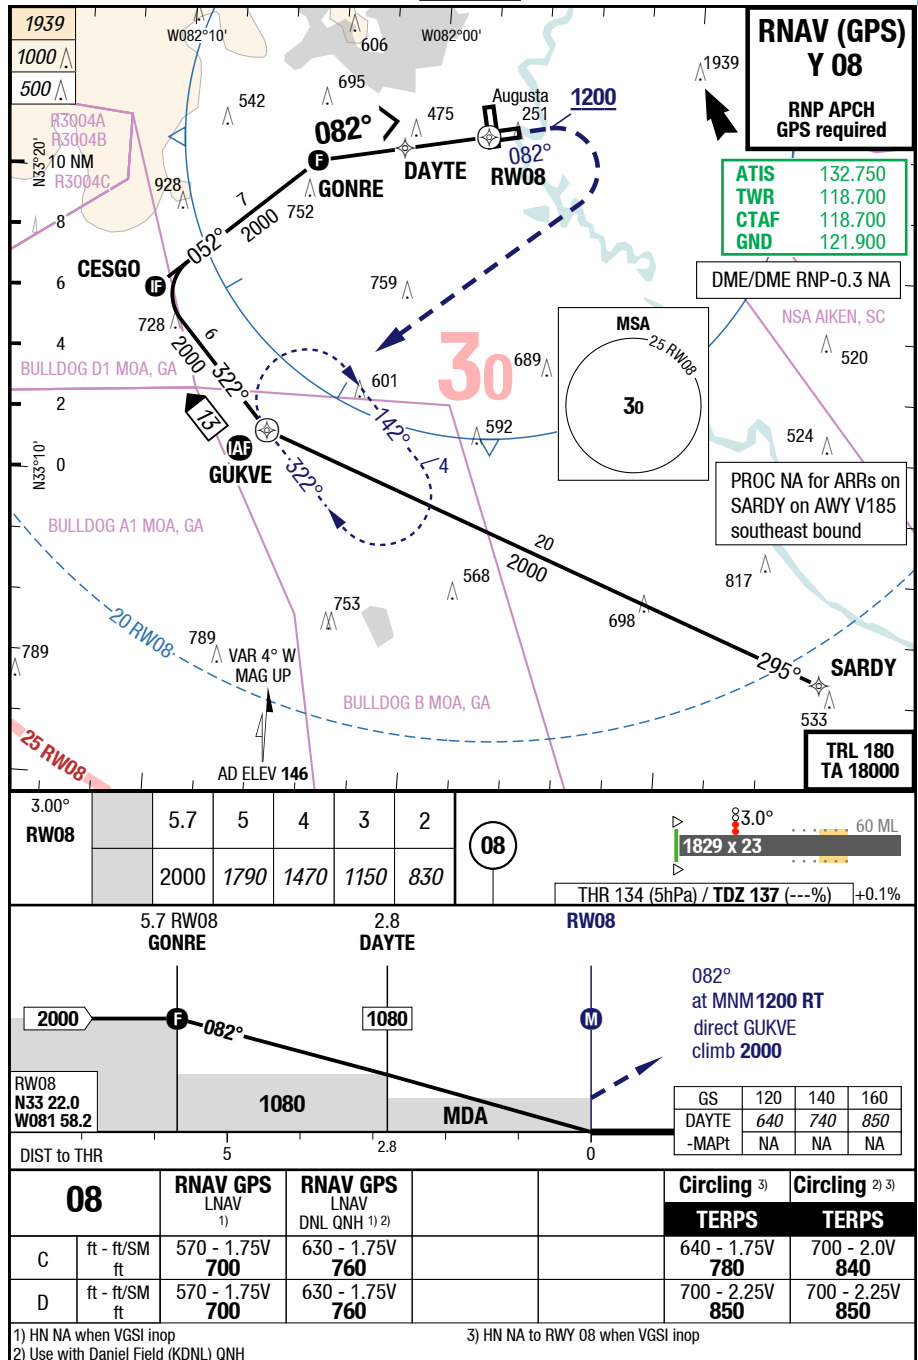 1939
1000
500
W082°10'
606
W082°00'
1939
RNAV (GPS)
Y 08
RNP APCH
GPS required
695
542
475
Augusta
251
1200
R3004A
R3004B
R3004C
N33°20'
10 NM
082°
082°
DAYTE
RW08
GONRE
F
928
752
7
2000
052°
ATIS 132.750
TWR 118.700
CTAF 118.700
GND 121.900
8
CESGO
IF
6
759
DME/DME RNP-0.3 NA
NSA AIKEN, SC
728
6
2000
322°
4
MSA
25 RW08
30
30
689
520
BULLDOG D1 MOA, GA
601
2
13
142°
592
524
IAF
GUKVE
322°
4
N33°10'
0
PROC NA for ARRs on
SARDY on AWY V185
southeast bound
BULLDOG A1 MOA, GA
20
2000
568
817
753
698
20 RW08
789
789
VAR 4° W
MAG UP
295°
SARDY
BULLDOG B MOA, GA
533
25 RW08
AD ELEV 146
TRL 180
TA 18000
3.00°
RW08
5.7 5 4 3 2
2000 1790 1470 1150 830
08
3.0°
60 ML
1829 x 23
THR 134 (5hPa) / TDZ 137 (---%) +0.1%
5.7 RW08
GONRE
2.8
DAYTE
RW08
082°
at MNM 1200 RT
direct GUKVE
climb 2000
2000
F
082°
1080
M
RW08
N33 22.0
W081 58.2
1080
MDA
GS 120 140 160
DAYTE 640 740 850
-MAPt NA NA NA
DIST to THR 5 2.8 0
08
RNAV GPS
LNAV
1)
RNAV GPS
LNAV
DNL QNH 1) 2)
Circling 3)
TERPS
Circling 2) 3)
TERPS
C ft - ft/SM 570 - 1.75V 630 - 1.75V 640 - 1.75V 700 - 2.0V
ft 700 760 780 840
D ft - ft/SM 570 - 1.75V 630 - 1.75V 700 - 2.25V 700 - 2.25V
ft 700 760 850 850
1) HN NA when VGSI inop
3) HN NA to RWY 08 when VGSI inop
2) Use with Daniel Field (KDNL) QNH